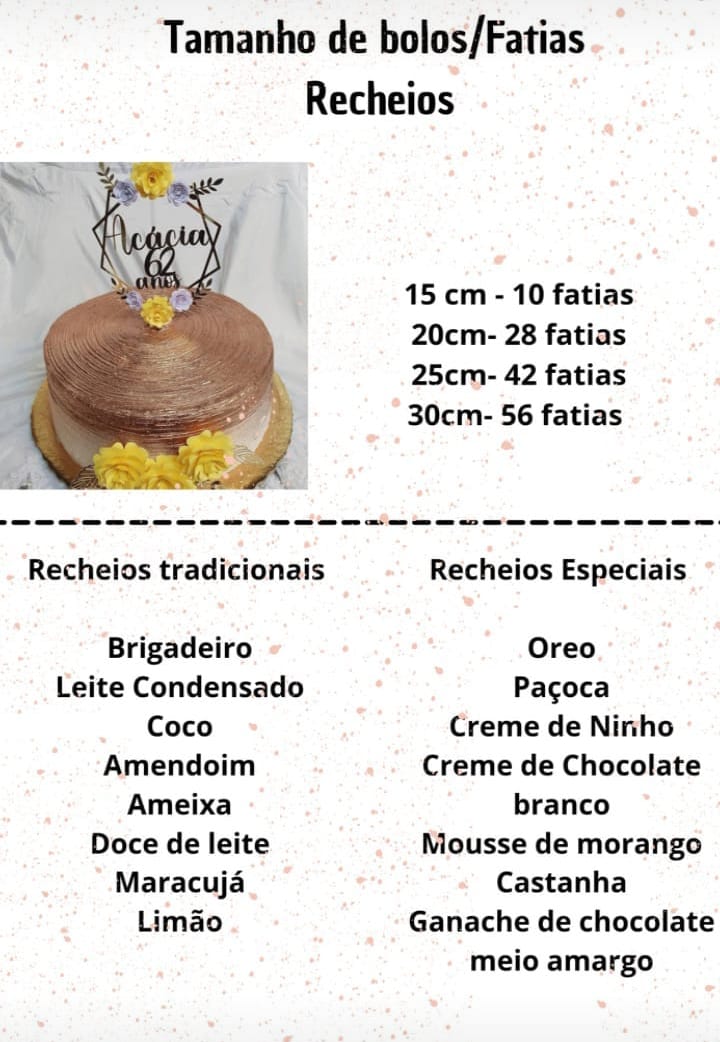 Tamanho de bolos/Fatias
Recheios
Acácia
62
anos
15 cm - 10 fatias
20cm- 28 fatias
25cm- 42 fatias
30cm- 56 fatias
Recheios tradicionais
Brigadeiro
Leite Condensado
Coco
Amendoim
Ameixa
Doce de leite
Maracujá
Limão
Recheios Especiais
Oreo
Paçoca
Creme de Ninho
Creme de Chocolate
branco
Mousse de morango
Castanha
Ganache de chocolate
meio amargo